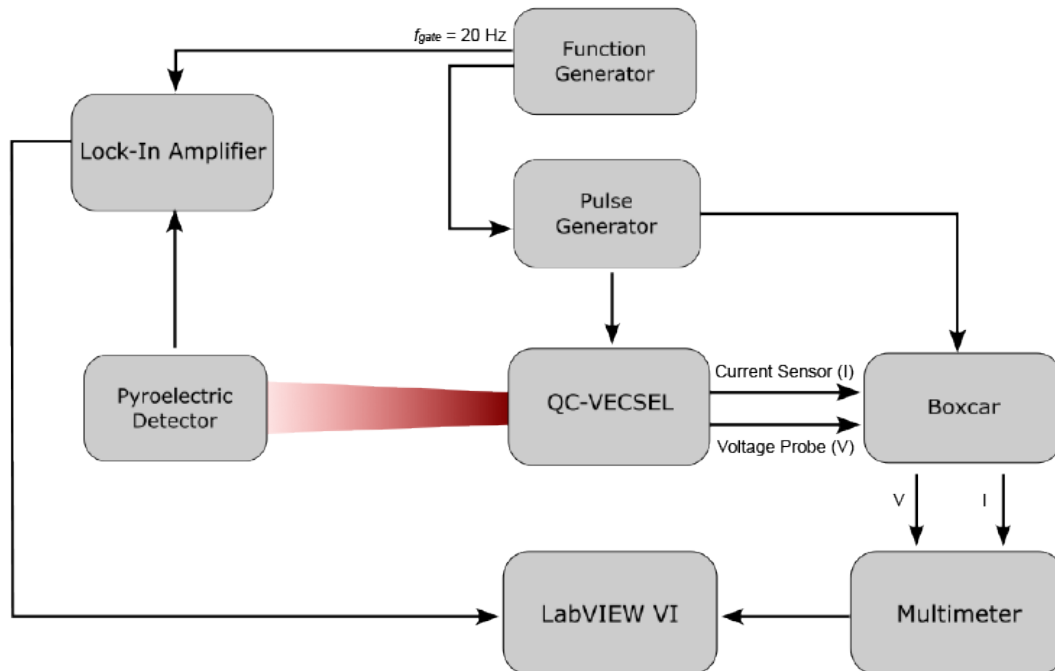 f_gate = 20 Hz
Function
Generator
Lock-In Amplifier
Pulse
Generator
Current Sensor (I)
Pyroelectric
Detector
QC-VECSEL
Boxcar
Voltage Probe (V)
V
I
LabVIEW VI
Multimeter